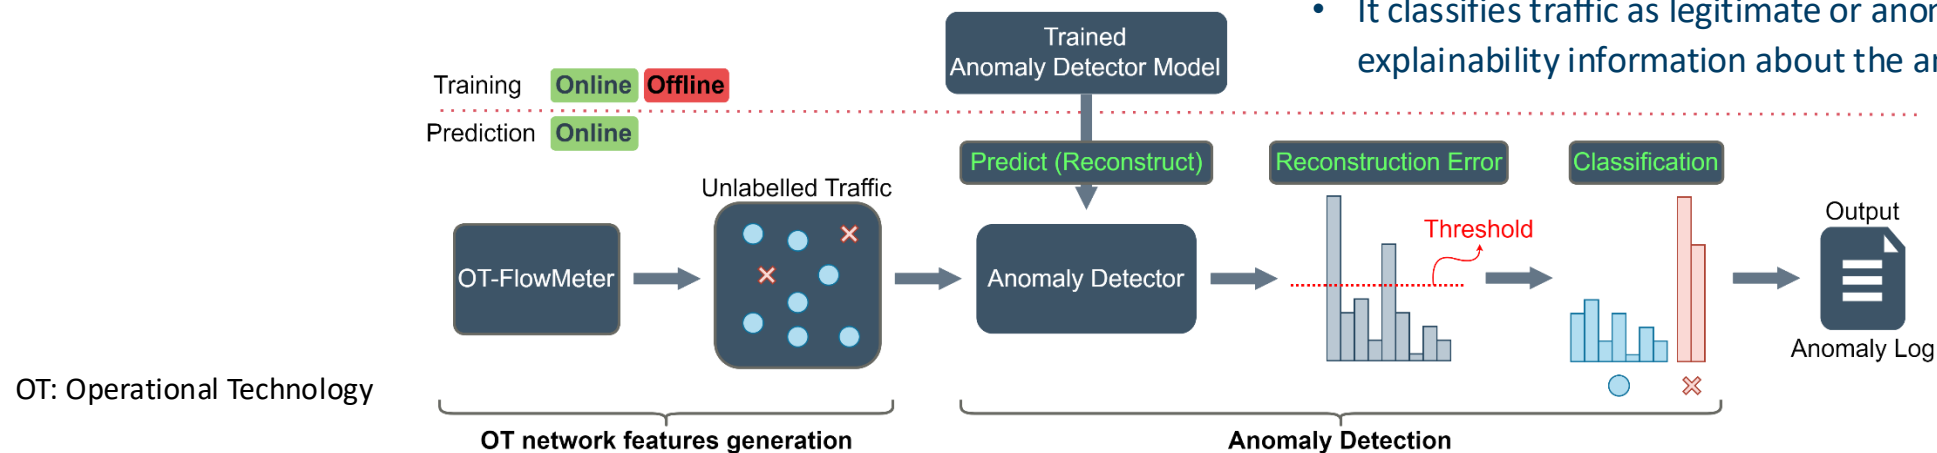 • It classifies traffic as legitimate or
explainability information about the
Trained
Anomaly Detector Model
Training Online Offline
Prediction Online
Predict (Reconstruct)
Reconstruction Error
Classification
Unlabelled Traffic
OT-FlowMeter
Anomaly Detector
Threshold
Output
Anomaly Log
OT: Operational Technology
OT network features generation
Anomaly Detection